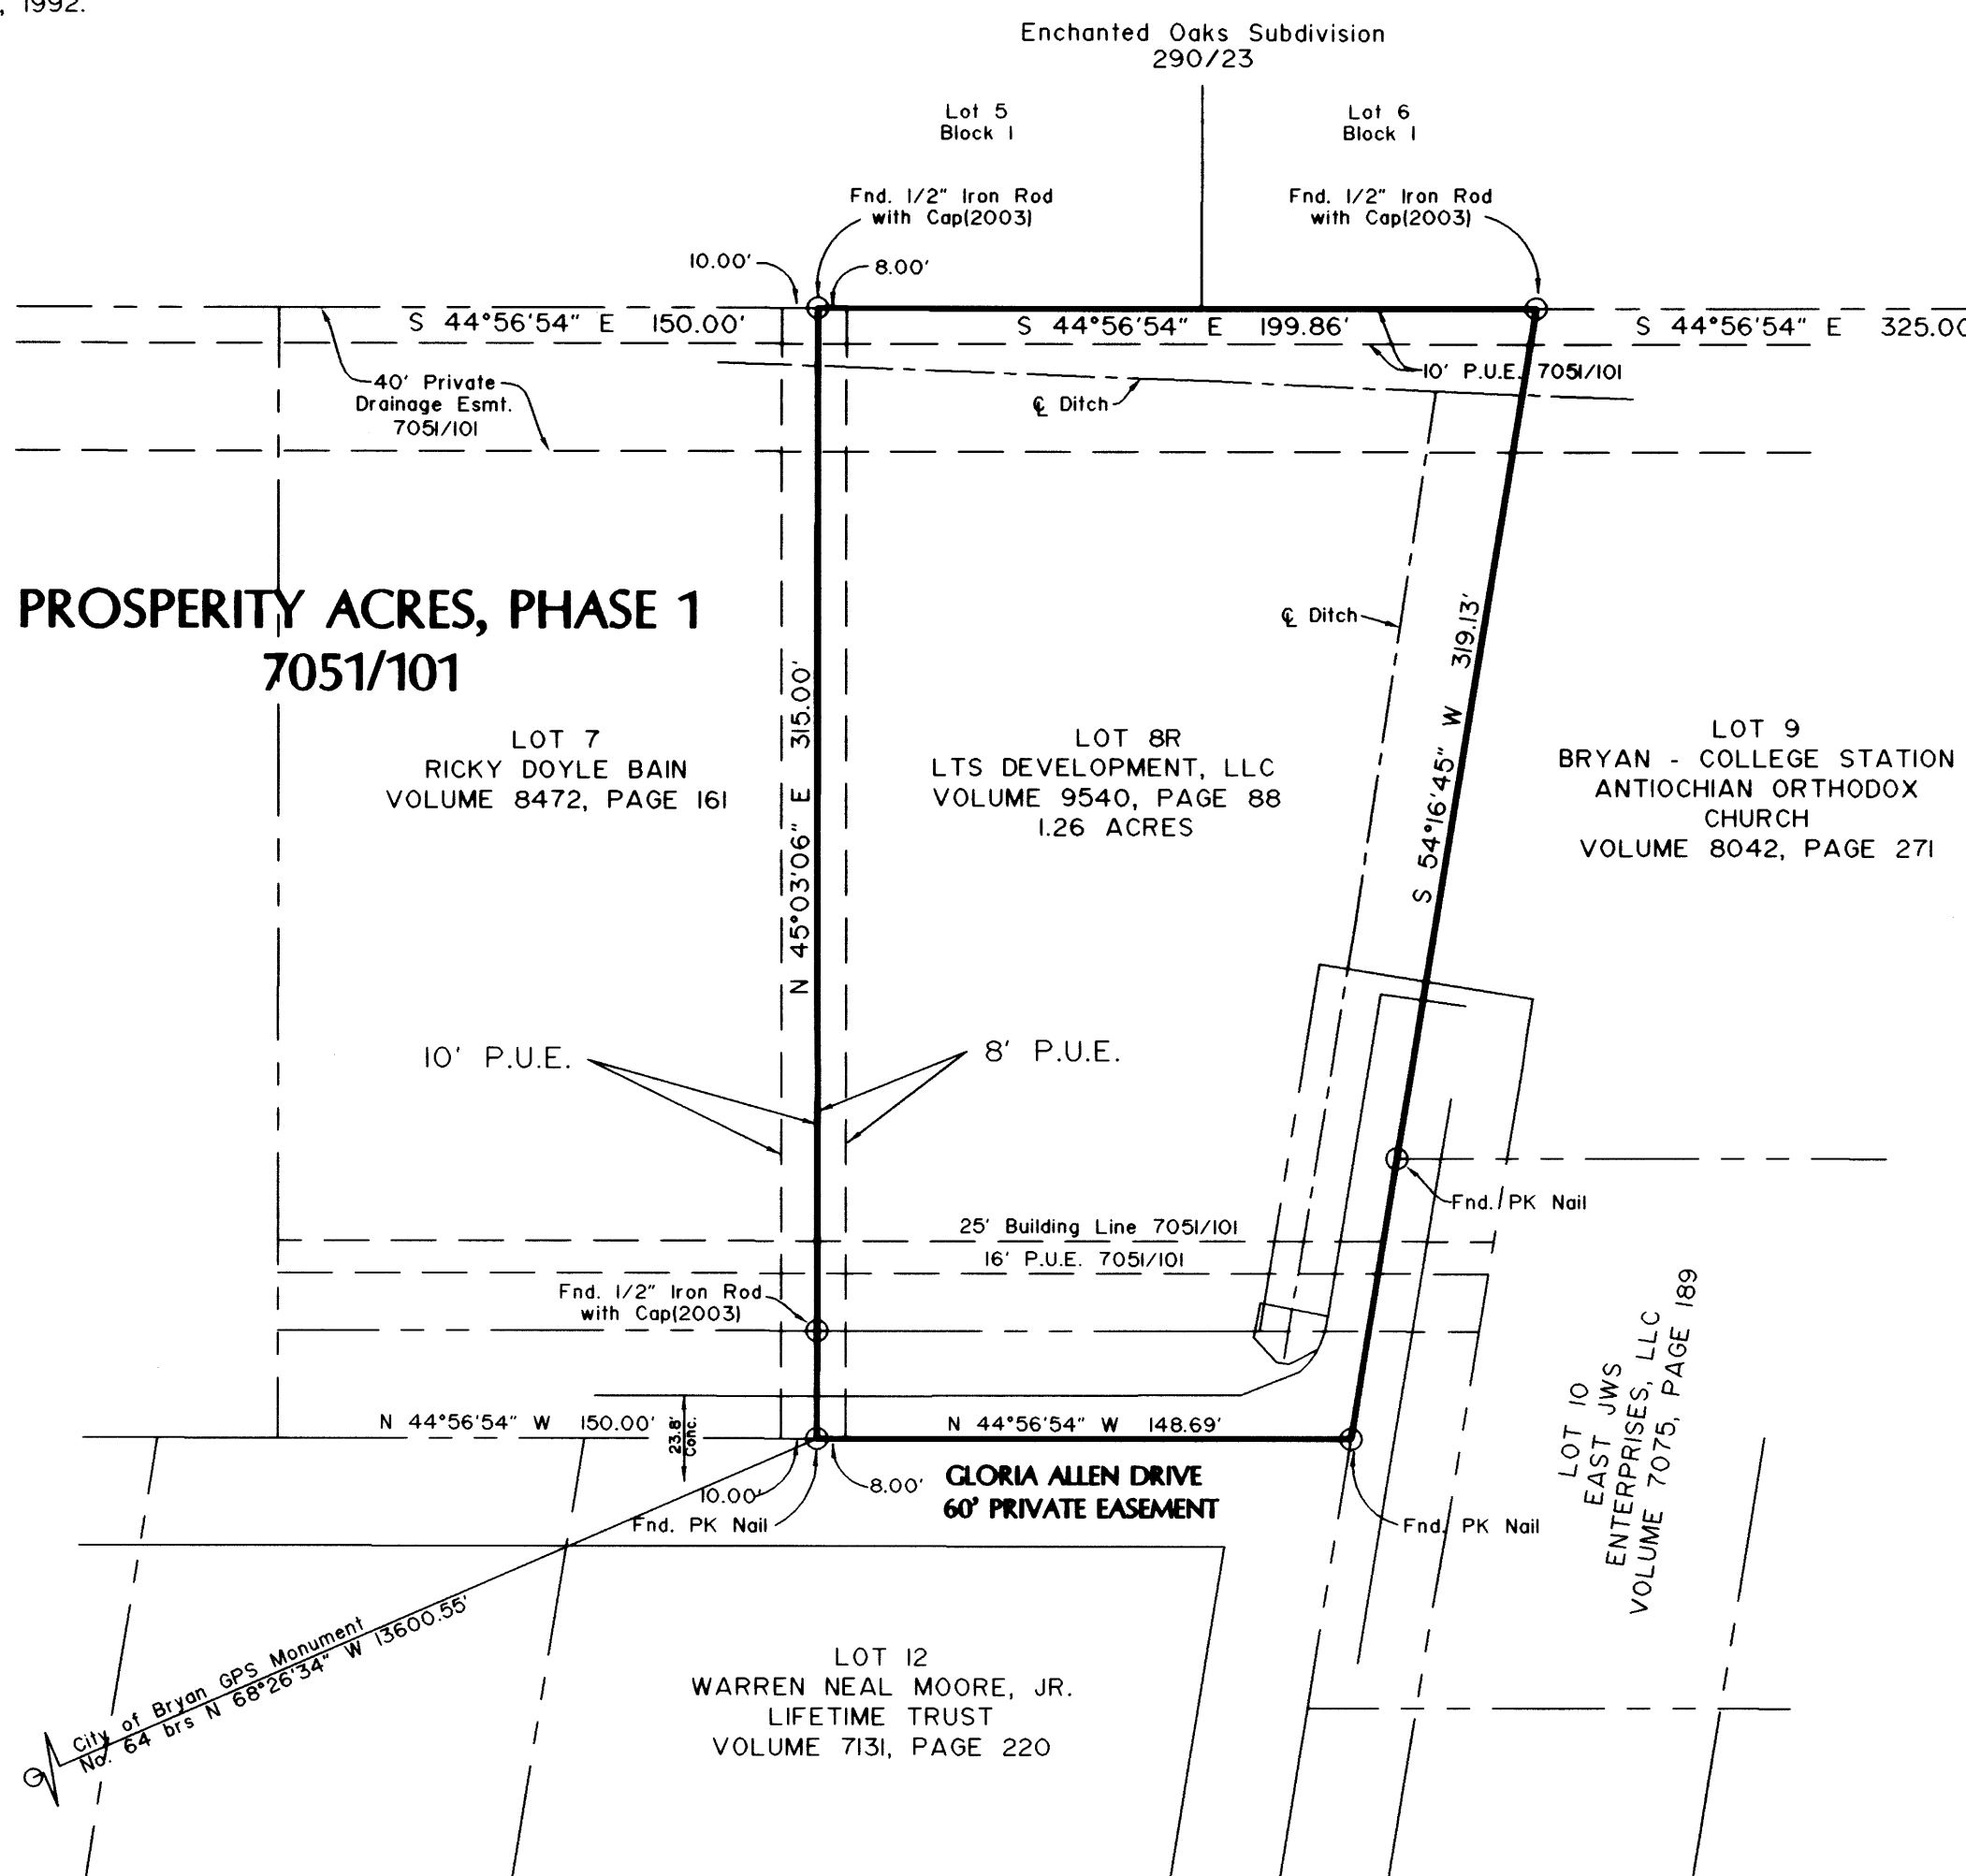 , 1992.
Enchanted Oaks Subdivision
290/23
Lot 5
Block 1
Lot 6
Block 1
Fnd. 1/2" Iron Rod
with Cap(2003)
Fnd. 1/2" Iron Rod
with Cap(2003)
10.00'
8.00'
S 44°56'54" E 150.00'
S 44°56'54" E 199.86'
S 44°56'54" E 325.00
10' P.U.E. 7051/101
40' Private
Drainage Esmt.
7051/101
℄ Ditch
PROSPERITY ACRES, PHASE 1
7051/101
℄ Ditch
N 45°03'06" E 315.00'
S 54°16'45" W 319.13'
LOT 7
RICKY DOYLE BAIN
VOLUME 8472, PAGE 161
LOT 8R
LTS DEVELOPMENT, LLC
VOLUME 9540, PAGE 88
1.26 ACRES
LOT 9
BRYAN - COLLEGE STATION
ANTIOCHIAN ORTHODOX
CHURCH
VOLUME 8042, PAGE 271
10' P.U.E.
8' P.U.E.
Fnd. PK Nail
25' Building Line 7051/101
16' P.U.E. 7051/101
Fnd. 1/2" Iron Rod
with Cap(2003)
N 44°56'54" W 150.00'
23.8'
Conc.
N 44°56'54" W 148.69'
10.00'
8.00'
GLORIA ALLEN DRIVE
60' PRIVATE EASEMENT
Fnd. PK Nail
Fnd. PK Nail
LOT 10
EAST JWS
ENTERPRISES, LLC
VOLUME 7075, PAGE 189
City of Bryan GPS Monument
No. 64 brs N 68°26'34" W 13600.55'
LOT 12
WARREN NEAL MOORE, JR.
LIFETIME TRUST
VOLUME 7131, PAGE 220